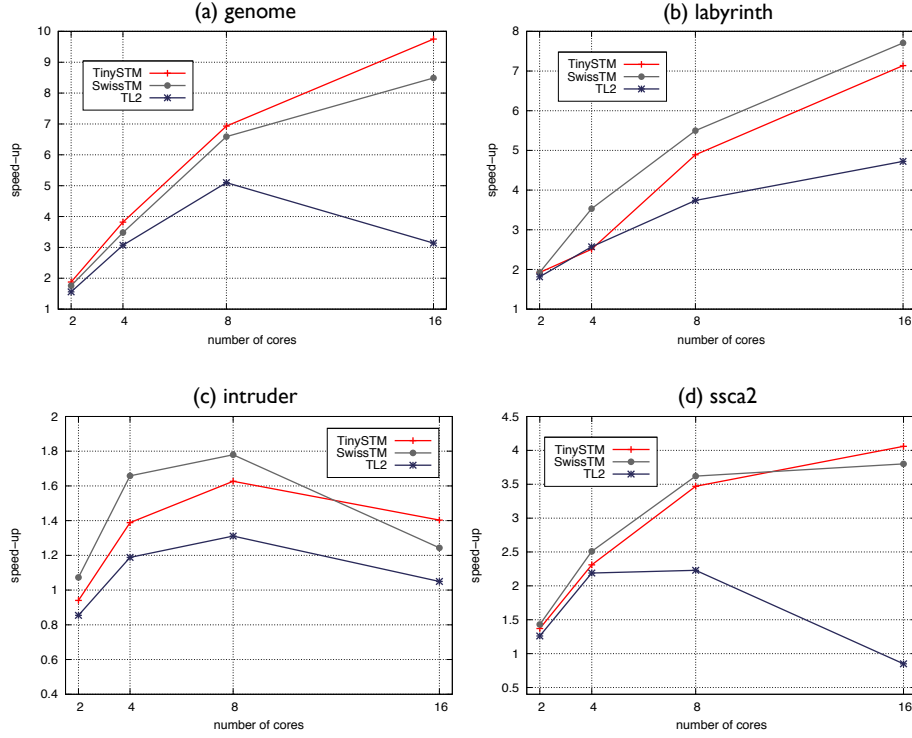 (a) genome
10
9
8
7
6
5
4
3
2
1
speed-up
TinySTM
SwissTM
TL2
2
4
8
16
number of cores
(b) labyrinth
8
7
6
5
4
3
2
1
speed-up
TinySTM
SwissTM
TL2
2
4
8
16
number of cores
(c) intruder
2
1.8
1.6
1.4
1.2
1
0.8
0.6
0.4
speed-up
TinySTM
SwissTM
TL2
2
4
8
16
number of cores
(d) ssca2
4.5
4
3.5
3
2.5
2
1.5
1
0.5
speed-up
TinySTM
SwissTM
TL2
2
4
8
16
number of cores